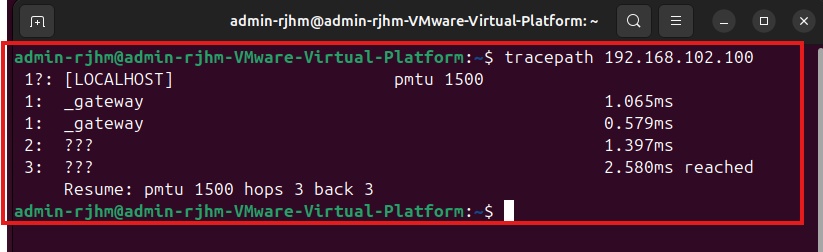 admin-rjhm@admin-rjhm-VMware-Virtual-Platform: ~
admin-rjhm@admin-rjhm-VMware-Virtual-Platform:~$ tracepath 192.168.102.100
 1?: [LOCALHOST]                      pmtu 1500
 1:  _gateway                                              1.065ms
 1:  _gateway                                              0.579ms
 2:  ???                                                   1.397ms
 3:  ???                                                   2.580ms reached
     Resume: pmtu 1500 hops 3 back 3
admin-rjhm@admin-rjhm-VMware-Virtual-Platform:~$